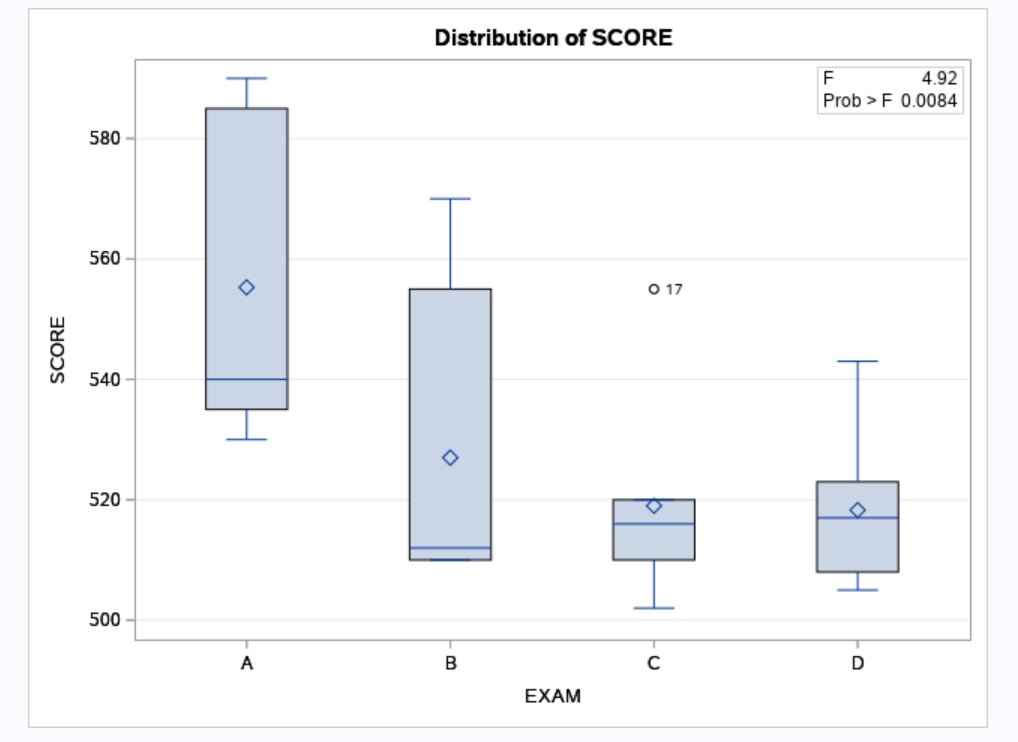 Distribution of SCORE
F 4.92
Prob > F 0.0084
580
560
540
520
500
SCORE
17
A B C D
EXAM